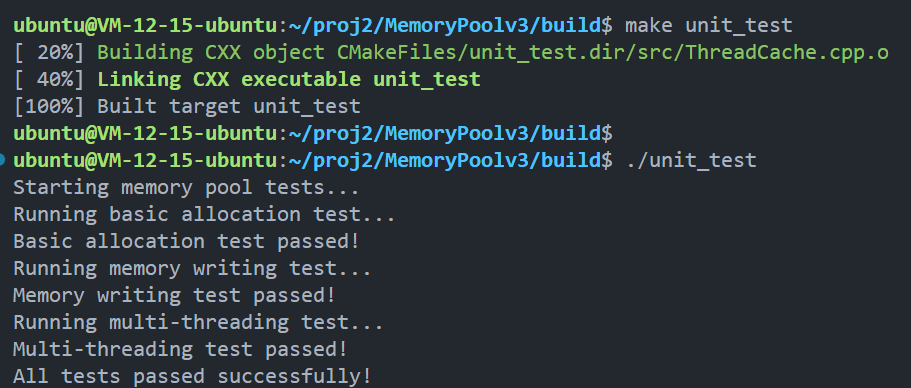 ubuntu@VM-12-15-ubuntu:~/proj2/MemoryPoolv3/build$ make unit_test
[ 20%] Building CXX object CMakeFiles/unit_test.dir/src/ThreadCache.cpp.o
[ 40%] Linking CXX executable unit_test
[100%] Built target unit_test
ubuntu@VM-12-15-ubuntu:~/proj2/MemoryPoolv3/build$
ubuntu@VM-12-15-ubuntu:~/proj2/MemoryPoolv3/build$ ./unit_test
Starting memory pool tests...
Running basic allocation test...
Basic allocation test passed!
Running memory writing test...
Memory writing test passed!
Running multi-threading test...
Multi-threading test passed!
All tests passed successfully!